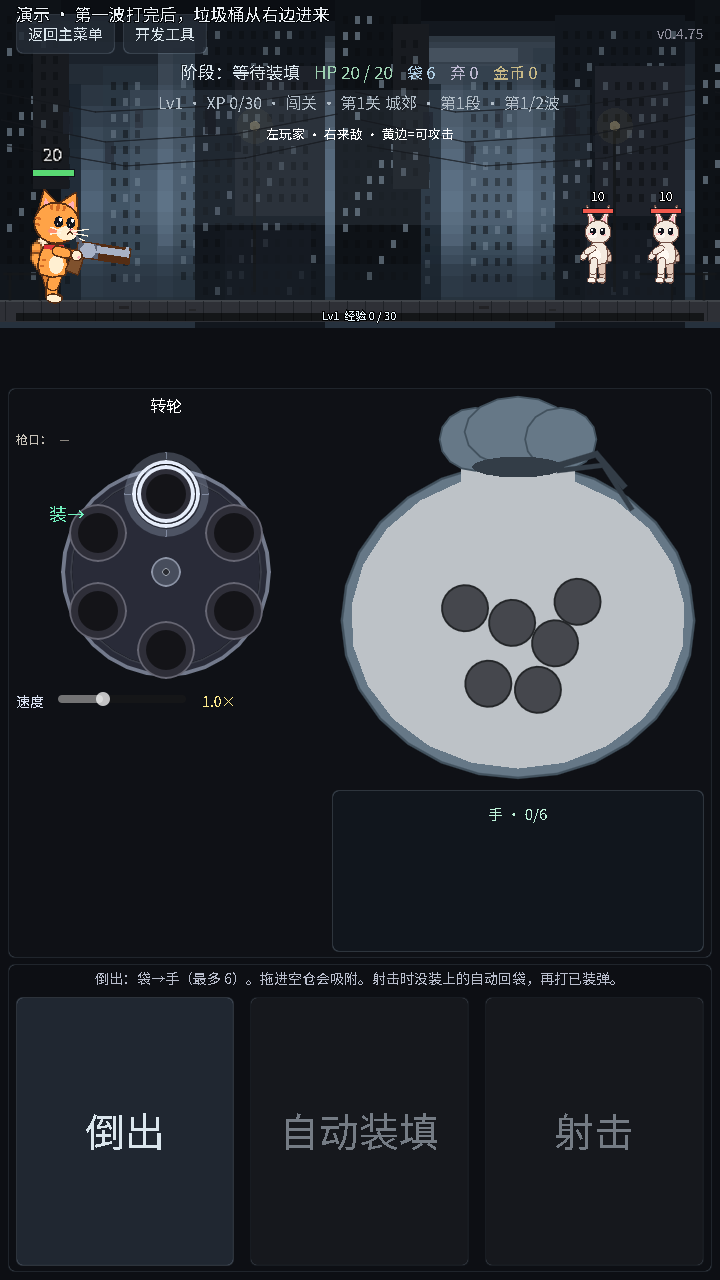 演示 · 第一波打完后，垃圾桶从右边进来
返回主菜单 开发工具 v0.4.75
阶段：等待装填 HP 20 / 20 袋 6 弃 0 金币 0
Lv1 · XP 0/30 · 闯关 · 第1关 城郊 · 第1段 · 第1/2波
左玩家 · 右来敌 · 黄边=可攻击
20
10 10
Lv1 经验 0 / 30
转轮
枪口： —
装→
速度 1.0×
手 · 0/6
倒出：袋→手（最多 6）。拖进空仓会吸附。射击时没装上的自动回袋，再打已装弹。
倒出 自动装填 射击